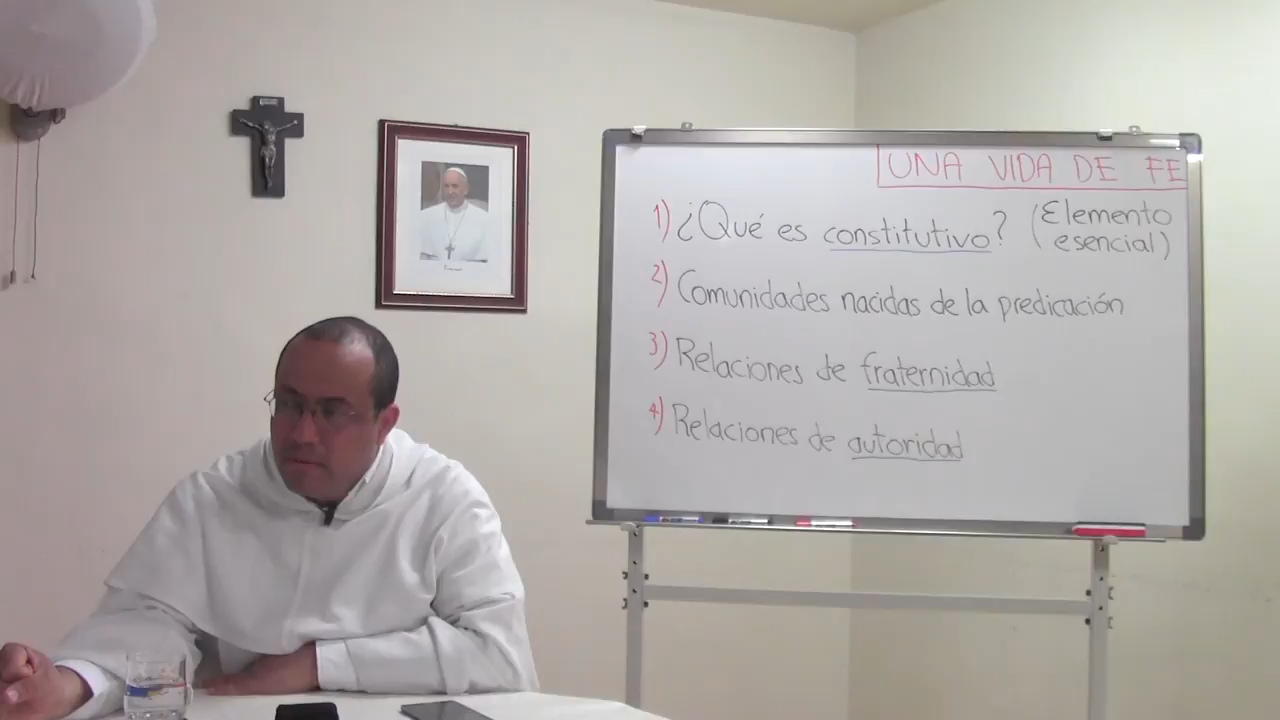 UNA VIDA DE FE
1) ¿Qué es constitutivo? (Elemento
esencial)
2) Comunidades nacidas de la predicación
3) Relaciones de fraternidad
4) Relaciones de autoridad